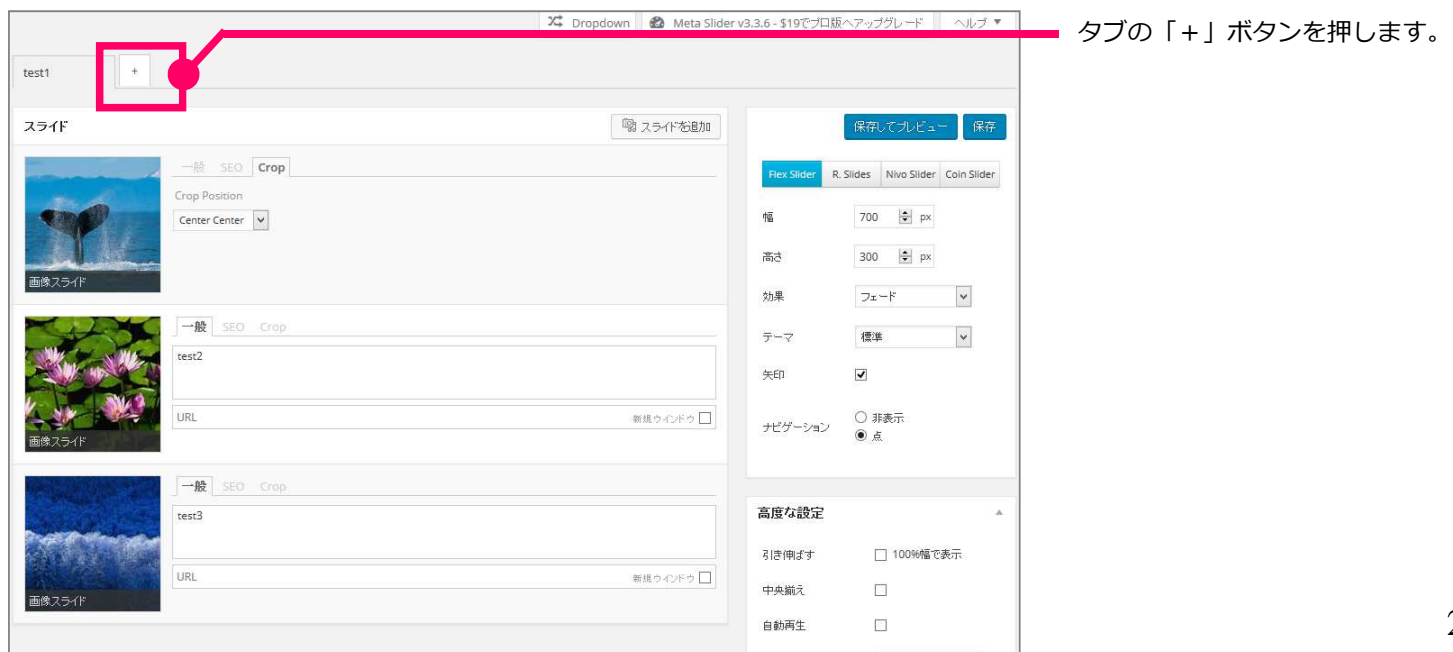 Dropdown Meta Slider v3.3.6 - $19でプロ版へアップグレード ヘルプ ▼
タブの「＋」ボタンを押します。
test1 +
スライド スライドを追加
一般 SEO Crop
Crop Position
Center Center
画像スライド
一般 SEO Crop
test2
URL 新規ウインドウ
画像スライド
一般 SEO Crop
test3
URL 新規ウインドウ
画像スライド
保存してプレビュー 保存
Flex Slider R. Slides Nivo Slider Coin Slider
幅 700 px
高さ 300 px
効果 フェード
テーマ 標準
矢印
ナビゲーション 非表示
点
高度な設定
引き伸ばす 100%幅で表示
中央揃え
自動再生